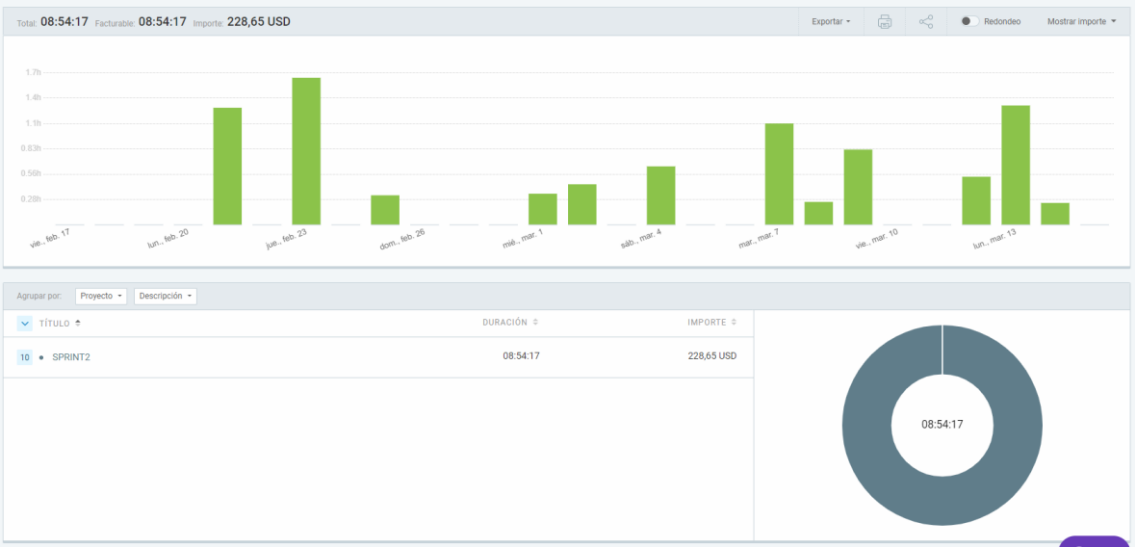 Total: 08:54:17 Facturable: 08:54:17 Importe: 228,65 USD Exportar Redondeo Mostrar importe
1.7h
1.4h
1.1h
0.83h
0.56h
0.28h
vie., feb. 17 lun., feb. 20 jue., feb. 23 dom., feb. 26 mié., mar. 1 sáb., mar. 4 mar., mar. 7 vie., mar. 10 lun., mar. 13
Agrupar por: Proyecto Descripción
TÍTULO DURACIÓN IMPORTE
10 SPRINT2 08:54:17 228,65 USD
08:54:17